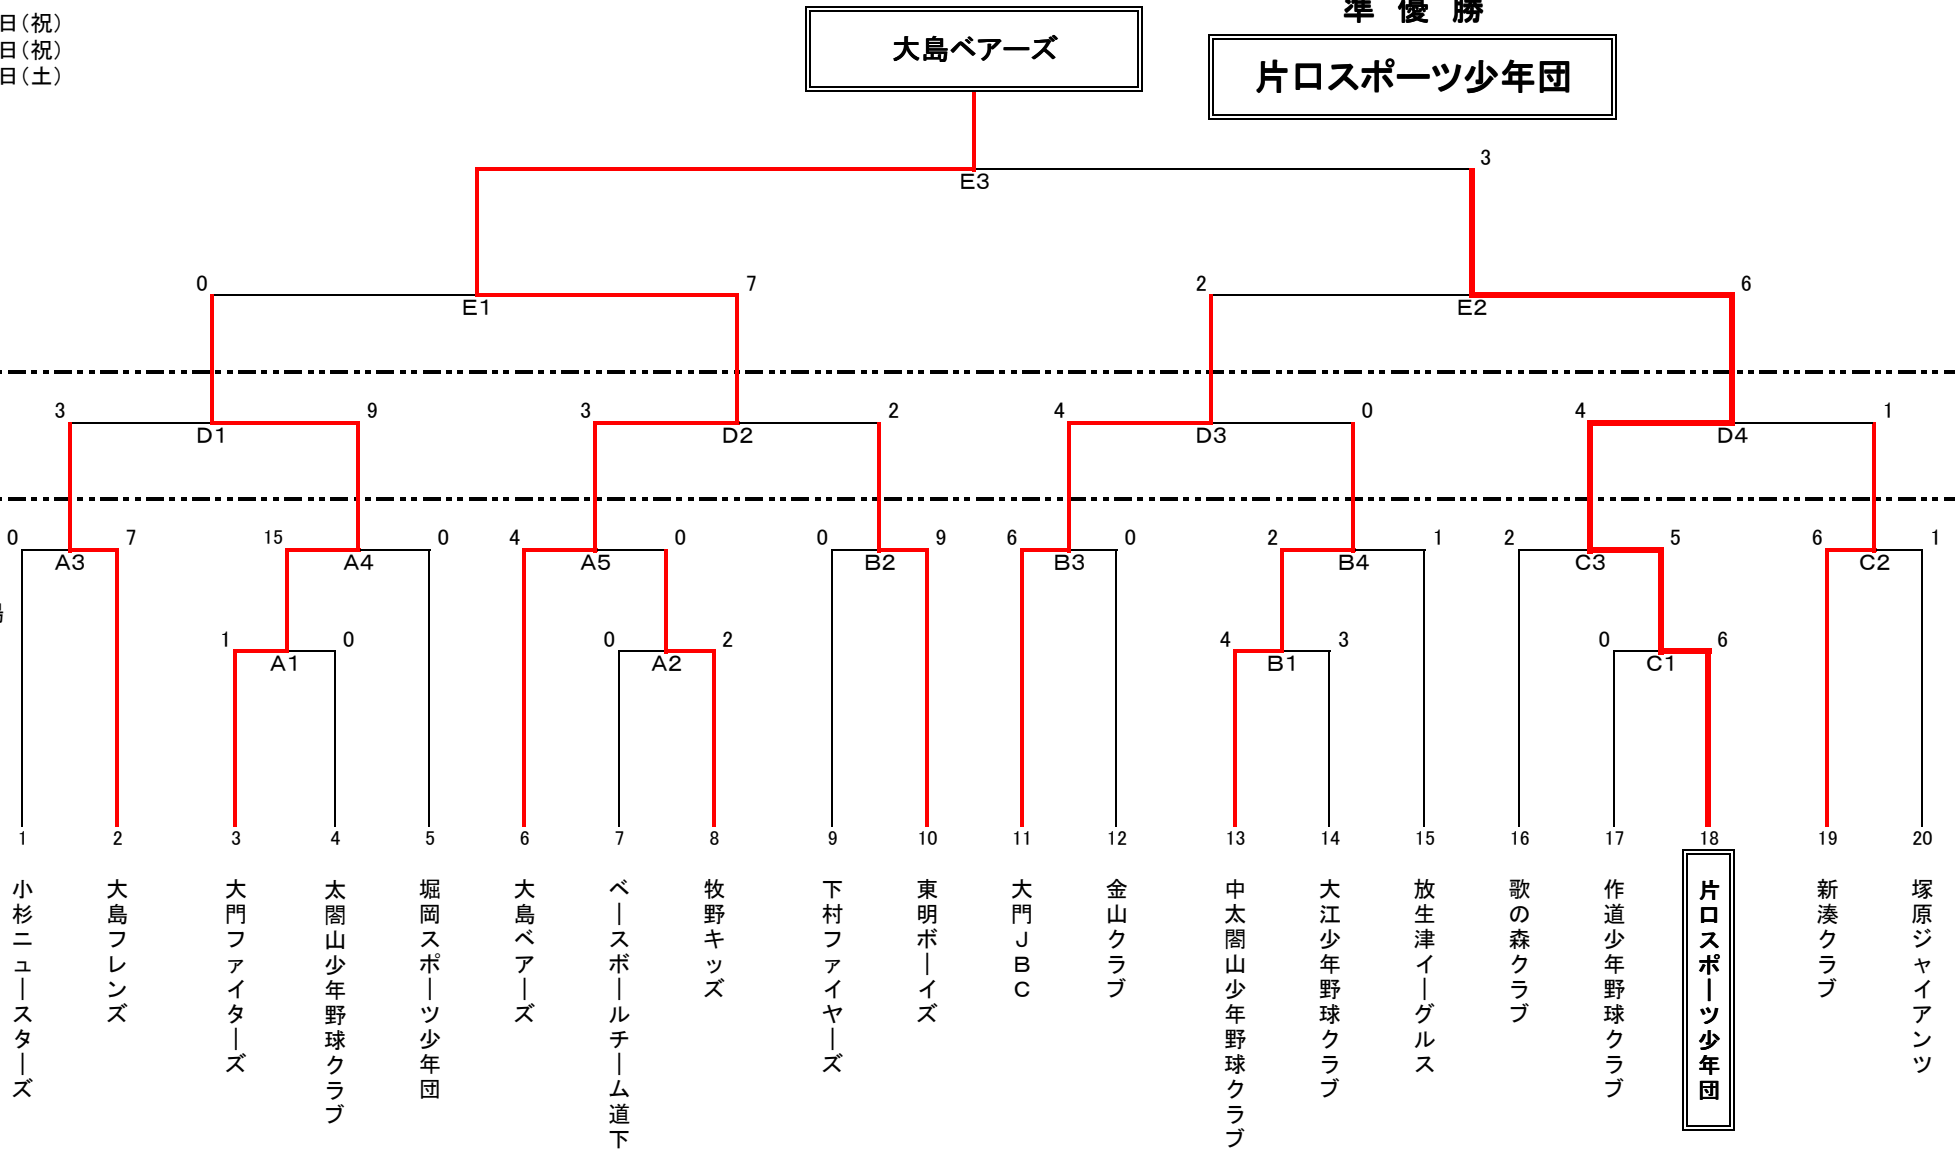 日(祝)
日(祝)
日(土)
準 優 勝
大島ベアーズ
片口スポーツ少年団
3
E3
0
7
2
6
E1
E2
3
9
3
2
4
0
4
1
D1
D2
D3
D4
0
7
15
0
4
0
0
9
6
0
2
1
2
5
6
1
A3
A4
A5
B2
B3
B4
C3
C2
1
0
0
2
4
3
0
6
A1
A2
B1
C1
1
2
3
4
5
6
7
8
9
10
11
12
13
14
15
16
17
18
19
20
小杉ニュースターズ
大島フレンズ
大門ファイターズ
太閤山少年野球クラブ
堀岡スポーツ少年団
大島ベアーズ
ベースボールチーム道下
牧野キッズ
下村ファイヤーズ
東明ボーイズ
大門JBC
金山クラブ
中太閤山少年野球クラブ
大江少年野球クラブ
放生津イーグルス
歌の森クラブ
作道少年野球クラブ
片口スポーツ少年団
新湊クラブ
塚原ジャイアンツ